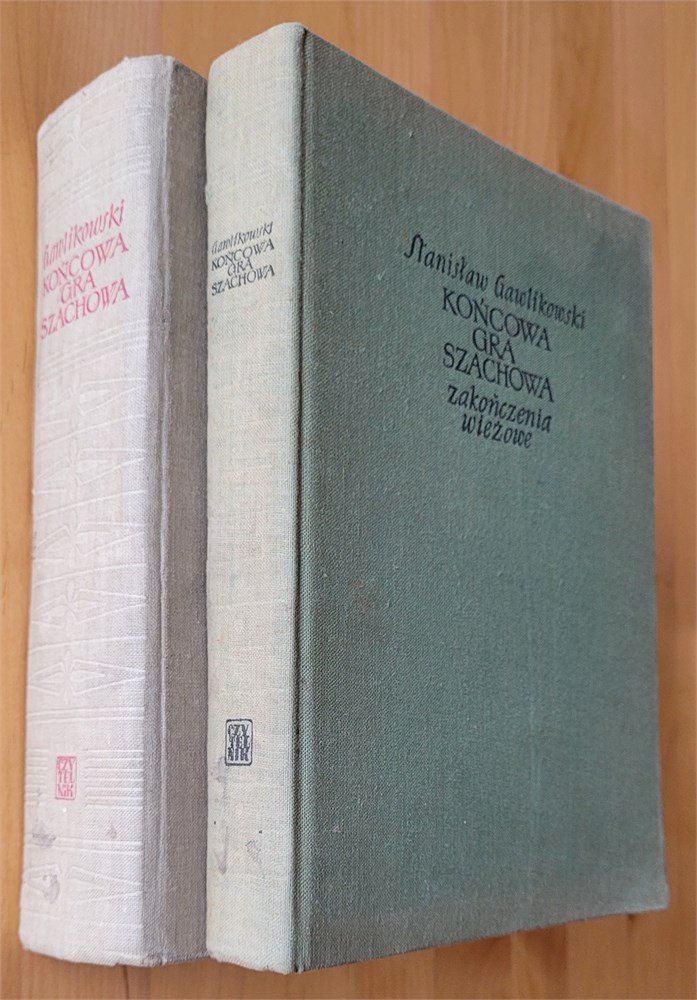 Gawlikowski
KOŃCOWA
GRA
SZACHOWA
CZY
TEL
NIK
Gawlikowski
KOŃCOWA
GRA
SZACHOWA
CZY
TEL
NIK
Stanisław Gawlikowski
KOŃCOWA
GRA
SZACHOWA
zakończenia
wieżowe